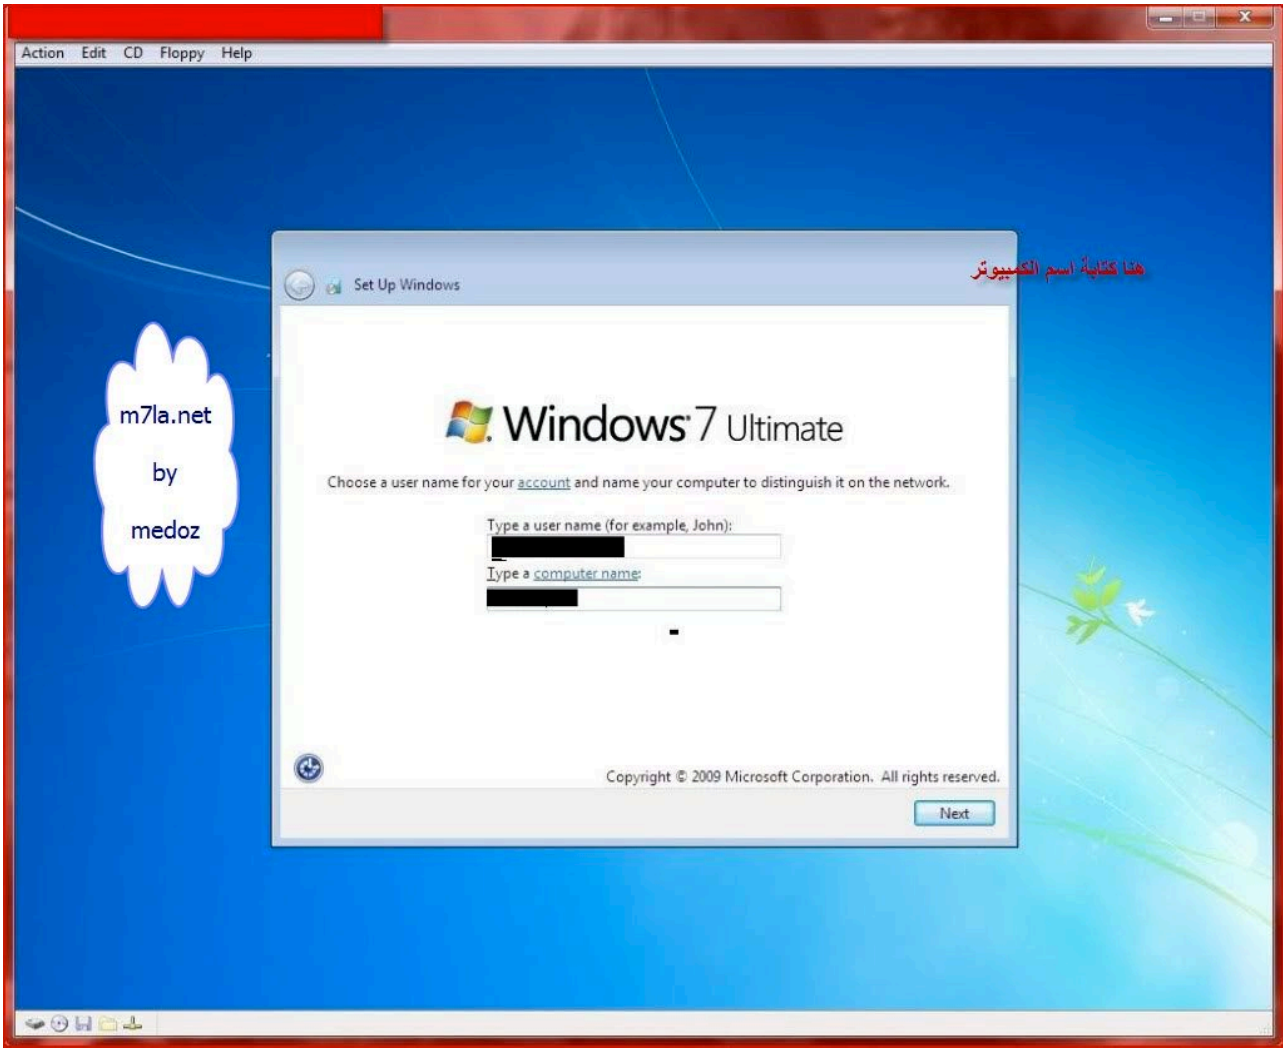 Action Edit CD Floppy Help
هنا كتابة اسم الكمبيوتر
Set Up Windows
m7la.net
by
medoz
Windows 7 Ultimate
Choose a user name for your account and name your computer to distinguish it on the network.
Type a user name (for example, John):
Type a computer name:
Copyright © 2009 Microsoft Corporation. All rights reserved.
Next